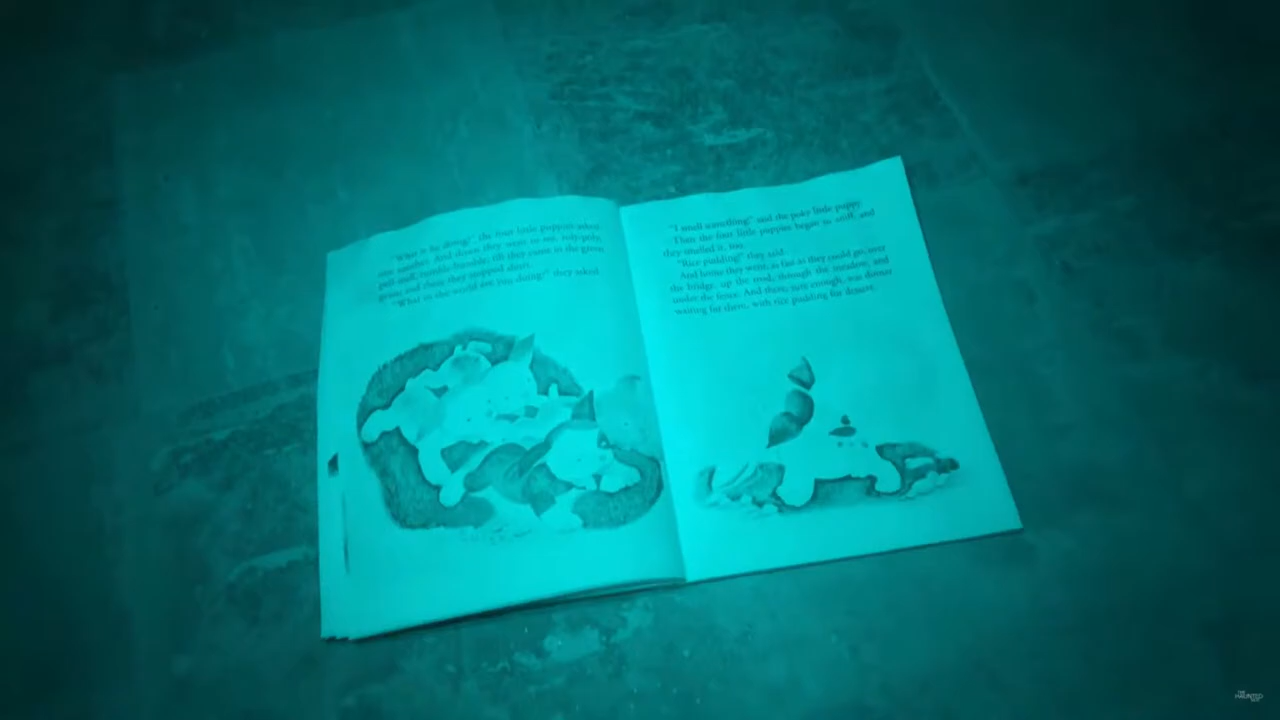 "What is he doing?" the four little puppies asked
one another. And down they went to see, roly-poly,
pell-mell, tumble-bumble, till they came to the green
grass; and there they stopped short.
"What in the world are you doing?" they asked.
"I smell something!" said the poky little puppy.
Then the four little puppies began to sniff, and
they smelled it, too.
"Rice pudding!" they said.
And home they went, as fast as they could go, over
the bridge, up the road, through the meadow, and
under the fence. And there, sure enough, was dinner
waiting for them, with rice pudding for dessert.
THE
HAUNTED